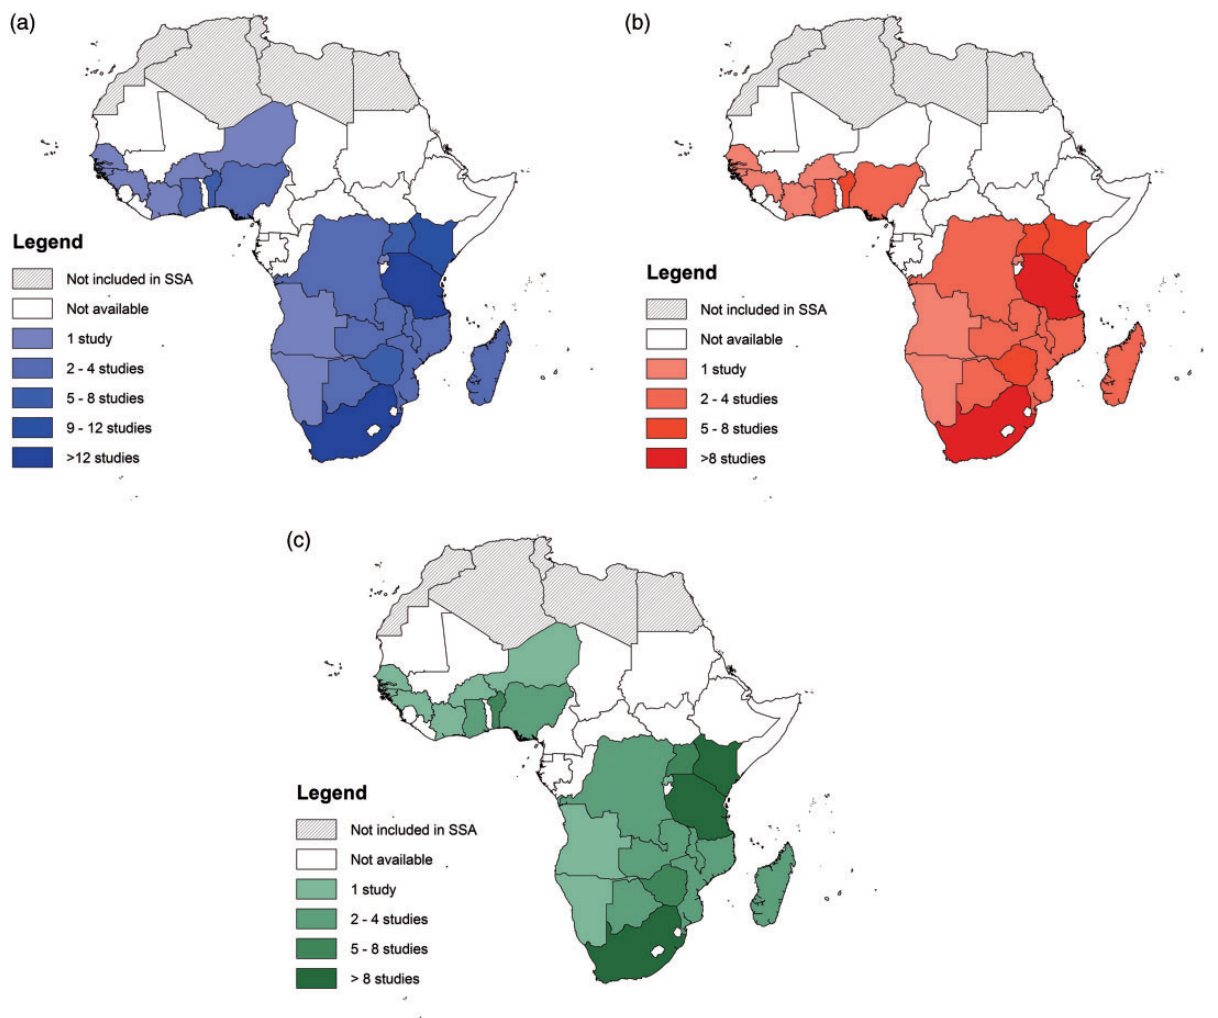 (a)
Legend
Not included in SSA
Not available
1 study
2 - 4 studies
5 - 8 studies
9 - 12 studies
>12 studies
(b)
Legend
Not included in SSA
Not available
1 study
2 - 4 studies
5 - 8 studies
>8 studies
(c)
Legend
Not included in SSA
Not available
1 study
2 - 4 studies
5 - 8 studies
> 8 studies